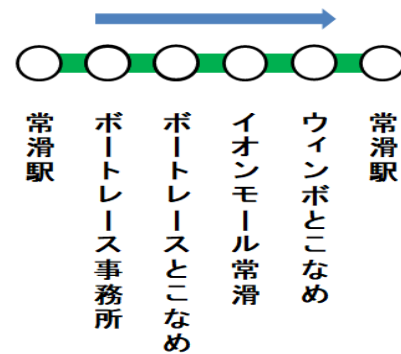 常滑駅
ボートレース事務所
ボートレースとこなめ
イオンモール常滑
ウィンボとこなめ
常滑駅